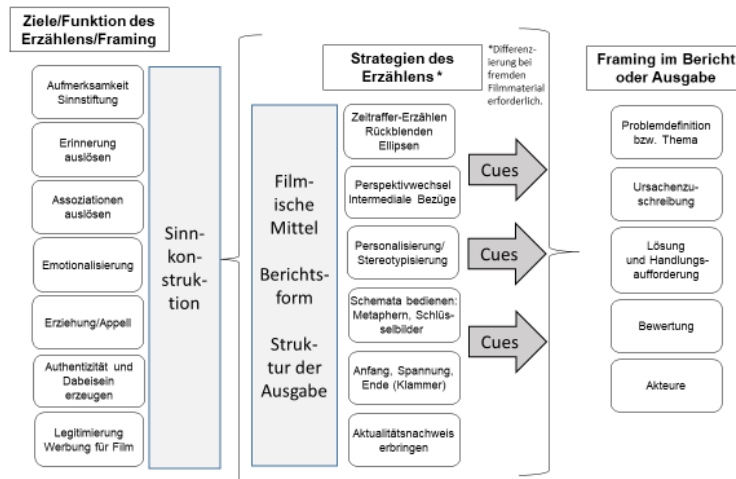 Ziele/Funktion des
Erzählens/Framing
Aufmerksamkeit
Sinnstiftung
Erinnerung
auslösen
Assoziationen
auslösen
Emotionalisierung
Erziehung/Appell
Authentizität und
Dabeisein
erzeugen
Legitimierung
Werbung für Film
Sinn-
kon-
struk-
tion
Film-
ische
Mittel
Berichts-
form
Struk-
tur der
Ausgabe
Strategien des
Erzählens *
*Differenz-
ierung bei
fremden
Filmmaterial
erforderlich.
Zeitraffer-Erzählen
Rückblenden
Ellipsen
Perspektivwechsel
Intermediale Bezüge
Personalisierung/
Stereotypisierung
Schemata bedienen:
Metaphern, Schlüs-
selbilder
Anfang, Spannung,
Ende (Klammer)
Aktualitätsnachweis
erbringen
Cues
Cues
Cues
Framing im Bericht
oder Ausgabe
Problemdefinition
bzw. Thema
Ursachenzu-
schreibung
Lösung
und Handlungs-
aufforderung
Bewertung
Akteure